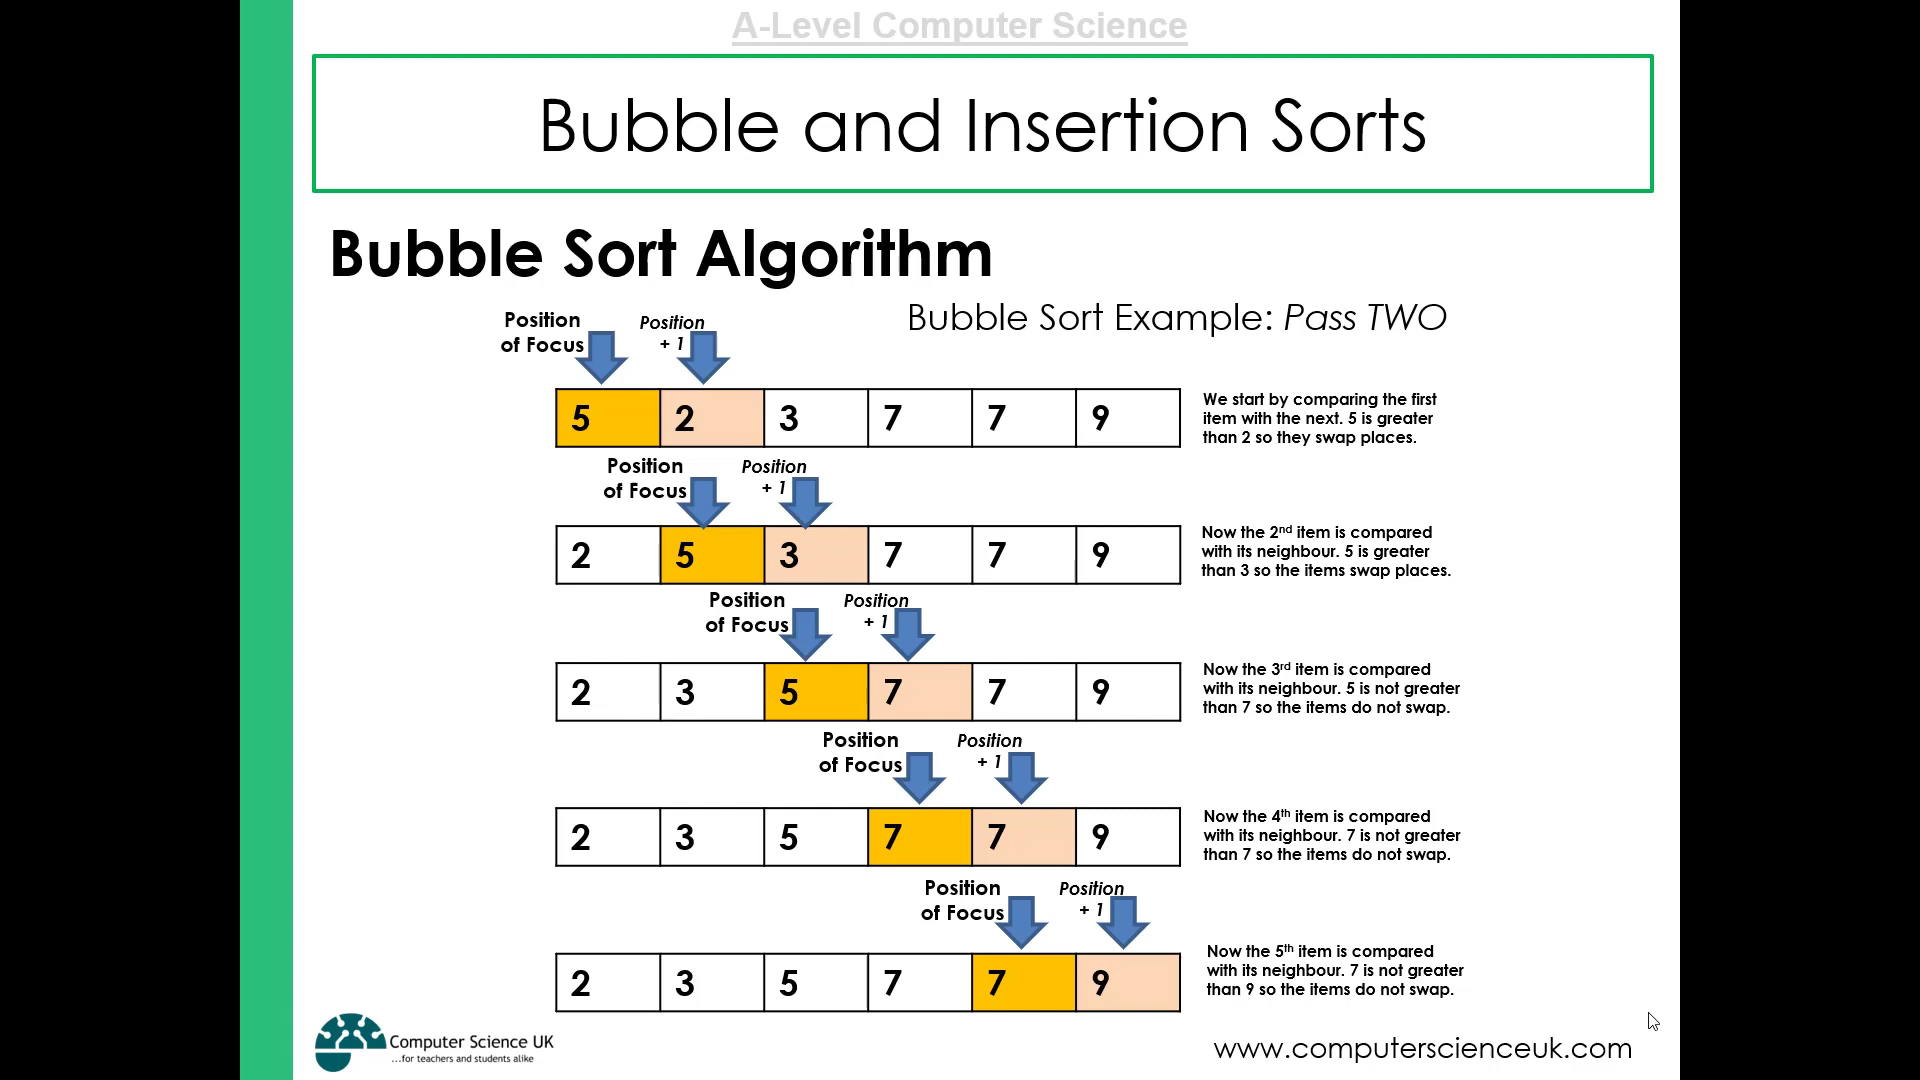 A-Level Computer Science
Bubble and Insertion Sorts
Bubble Sort Algorithm
Bubble Sort Example: Pass TWO
Position
of Focus
Position
+ 1
5 2 3 7 7 9
We start by comparing the first
item with the next. 5 is greater
than 2 so they swap places.
Position
of Focus
Position
+ 1
2 5 3 7 7 9
Now the 2nd item is compared
with its neighbour. 5 is greater
than 3 so the items swap places.
Position
of Focus
Position
+ 1
2 3 5 7 7 9
Now the 3rd item is compared
with its neighbour. 5 is not greater
than 7 so the items do not swap.
Position
of Focus
Position
+ 1
2 3 5 7 7 9
Now the 4th item is compared
with its neighbour. 7 is not greater
than 7 so the items do not swap.
Position
of Focus
Position
+ 1
2 3 5 7 7 9
Now the 5th item is compared
with its neighbour. 7 is not greater
than 9 so the items do not swap.
Computer Science UK
...for teachers and students alike
www.computerscienceuk.com